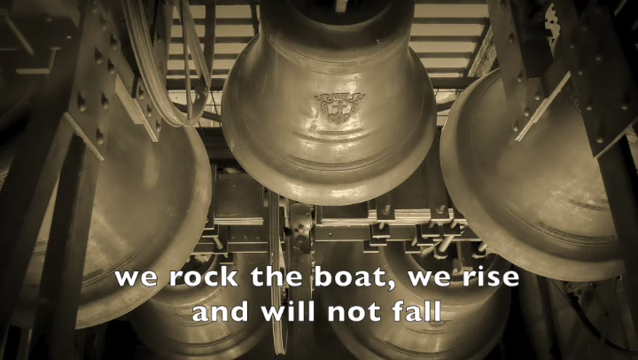 we rock the boat, we rise
and will not fall